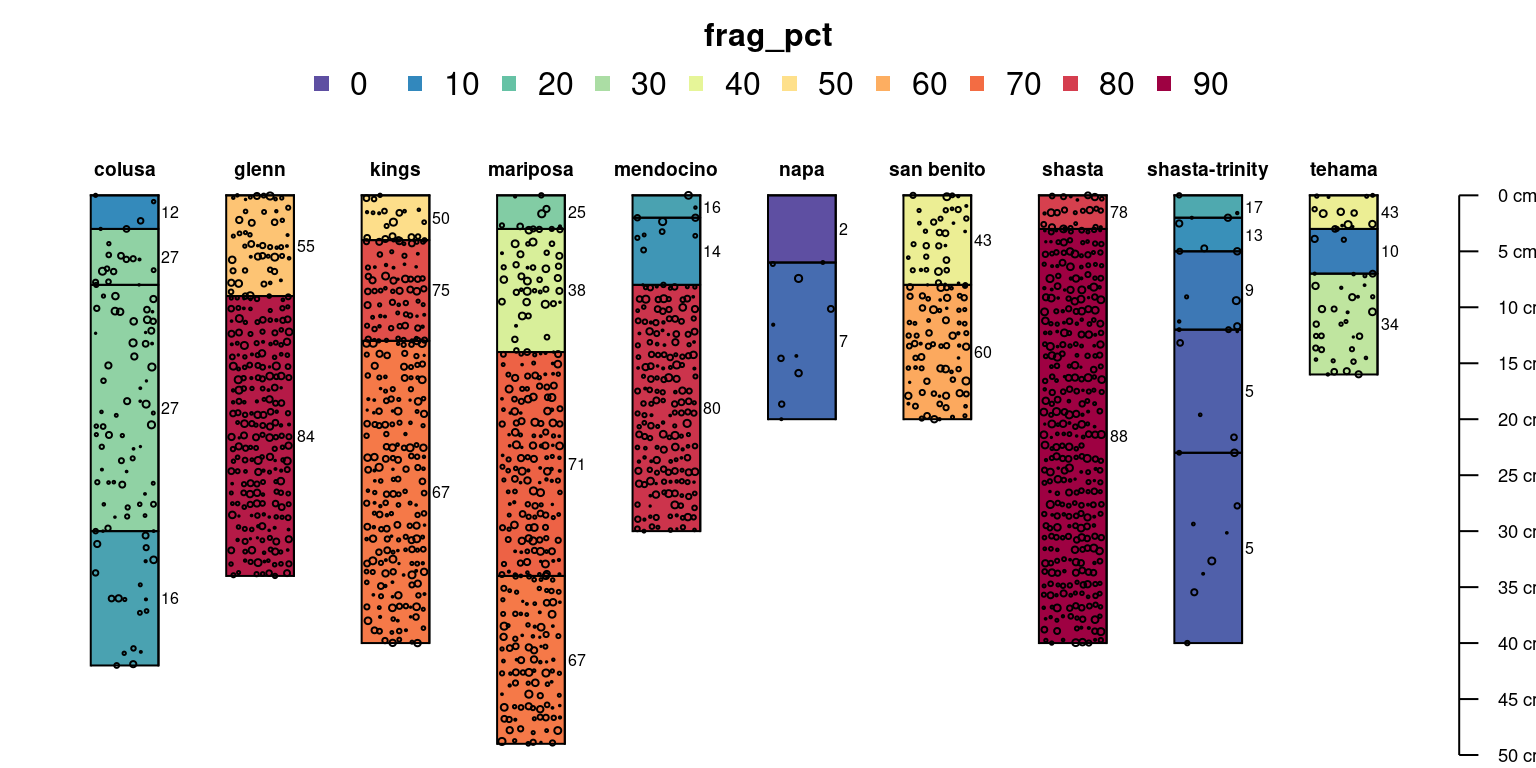 frag_pct
0 10 20 30 40 50 60 70 80 90
colusa glenn kings mariposa mendocino napa san benito shasta shasta-trinity tehama
12
27
27
16
55
84
50
75
67
25
38
71
67
16
14
80
2
7
43
60
78
88
17
13
9
5
5
43
10
34
0 cm
5 cm
10 cm
15 cm
20 cm
25 cm
30 cm
35 cm
40 cm
45 cm
50 cm